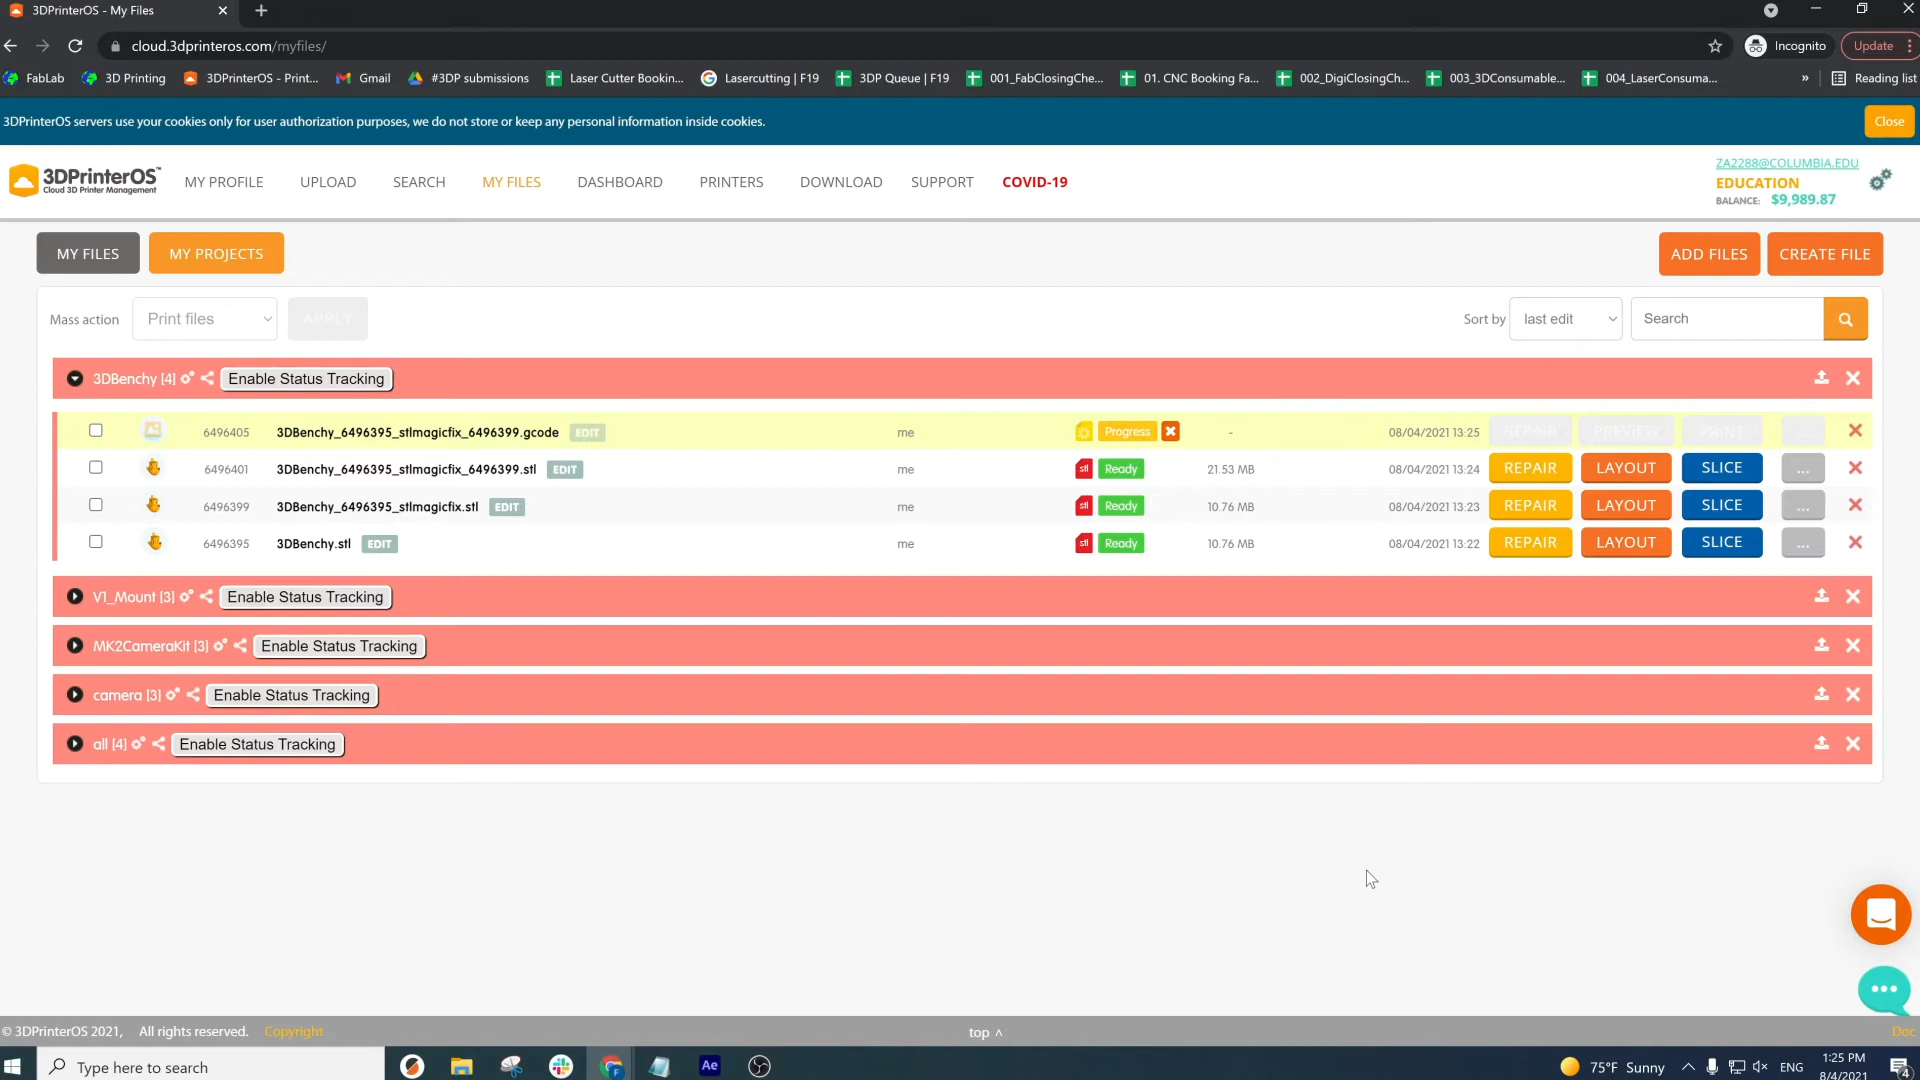 3DPrinterOS - My Files
cloud.3dprinteros.com/myfiles/
Incognito
Update
FabLab
3D Printing
3DPrinterOS - Print...
Gmail
#3DP submissions
Laser Cutter Bookin...
Lasercutting | F19
3DP Queue | F19
001_FabClosingChe...
01. CNC Booking Fa...
002_DigiClosingCh...
003_3DConsumable...
004_LaserConsuma...
»
Reading list
3DPrinterOS servers use your cookies only for user authorization purposes, we do not store or keep any personal information inside cookies.
Close
3DPrinterOS™
Cloud 3D Printer Management
MY PROFILE
UPLOAD
SEARCH
MY FILES
DASHBOARD
PRINTERS
DOWNLOAD
SUPPORT
COVID-19
ZA2288@COLUMBIA.EDU
EDUCATION
BALANCE: $9,989.87
MY FILES
MY PROJECTS
ADD FILES
CREATE FILE
Mass action
Print files
APPLY
Sort by
last edit
Search
3DBenchy [4]
Enable Status Tracking
6496405 3DBenchy_6496395_stlmagicfix_6496399.gcode EDIT me Progress - 08/04/2021 13:25 REPAIR PREVIEW PRINT ...
6496401 3DBenchy_6496395_stlmagicfix_6496399.stl EDIT me stl Ready 21.53 MB 08/04/2021 13:24 REPAIR LAYOUT SLICE ...
6496399 3DBenchy_6496395_stlmagicfix.stl EDIT me stl Ready 10.76 MB 08/04/2021 13:23 REPAIR LAYOUT SLICE ...
6496395 3DBenchy.stl EDIT me stl Ready 10.76 MB 08/04/2021 13:22 REPAIR LAYOUT SLICE ...
V1_Mount [3]
Enable Status Tracking
MK2CameraKit [3]
Enable Status Tracking
camera [3]
Enable Status Tracking
all [4]
Enable Status Tracking
© 3DPrinterOS 2021, All rights reserved. Copyright
top ^
Doc
Type here to search
Ae
75°F Sunny
ENG
1:25 PM
8/4/2021
4